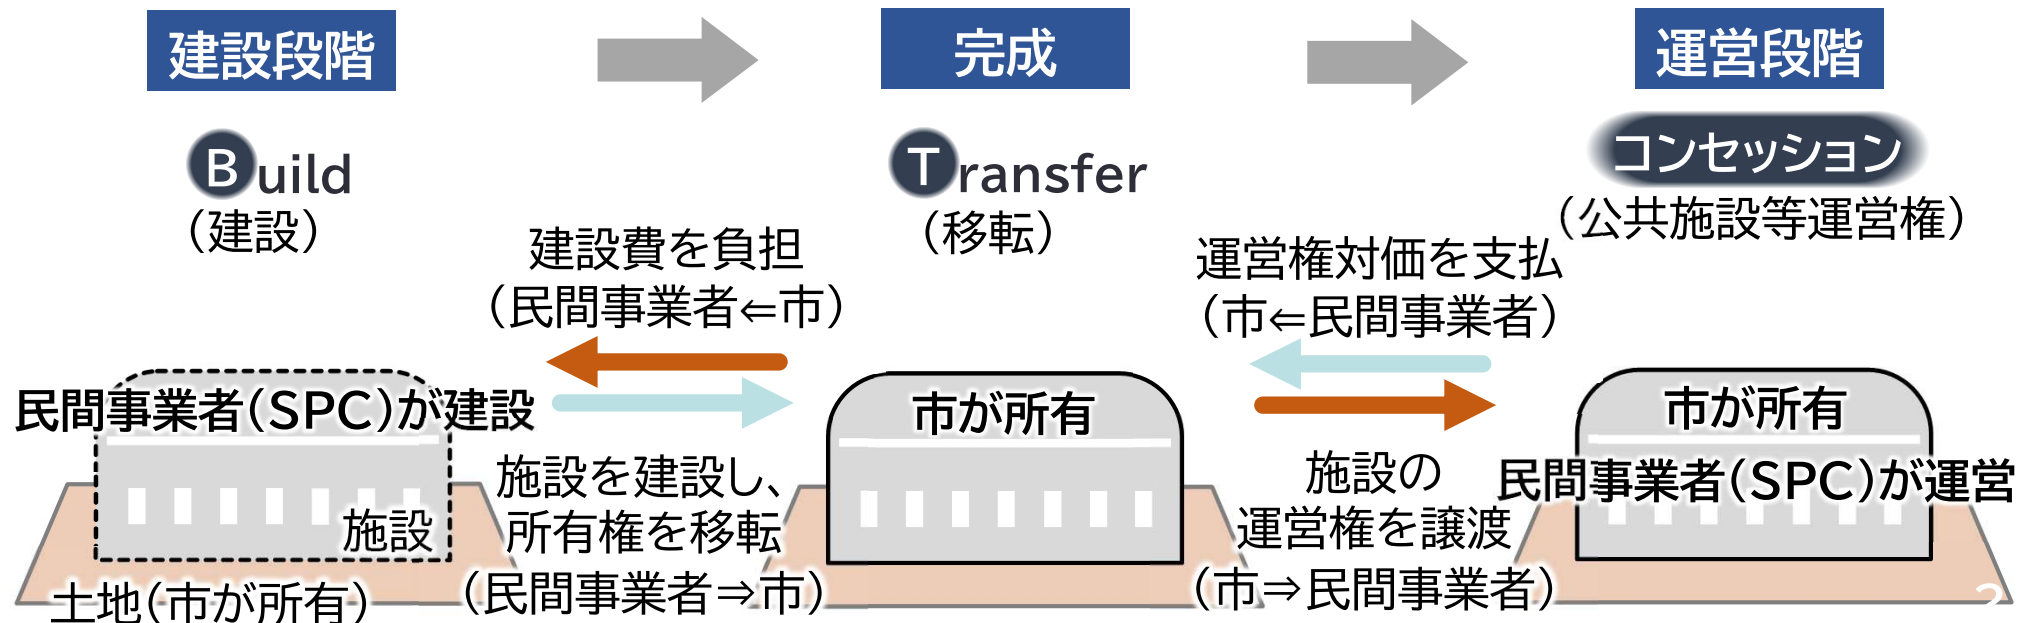 建設段階
完成
運営段階
Build
（建設）
Transfer
（移転）
コンセッション
（公共施設等運営権）
建設費を負担
（民間事業者⇐市）
運営権対価を支払
（市⇐民間事業者）
民間事業者（SPC）が建設
施設
土地（市が所有）
施設を建設し、
所有権を移転
（民間事業者⇒市）
市が所有
施設の
運営権を譲渡
（市⇒民間事業者）
市が所有
民間事業者（SPC）が運営
2